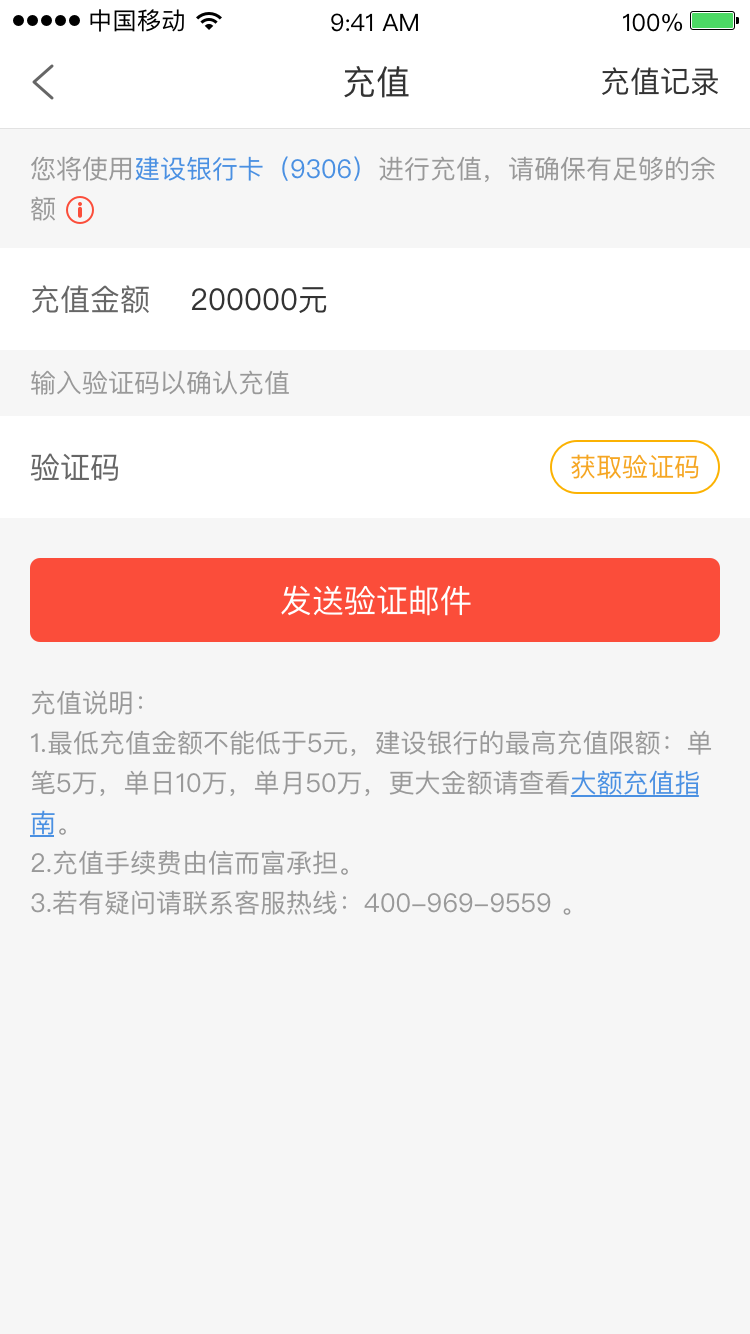 中国移动 9:41 AM 100%
充值 充值记录
您将使用建设银行卡（9306）进行充值，请确保有足够的余
额
充值金额 200000元
输入验证码以确认充值
验证码 获取验证码
发送验证邮件
充值说明：
1.最低充值金额不能低于5元，建设银行的最高充值限额：单
笔5万，单日10万，单月50万，更大金额请查看大额充值指
南。
2.充值手续费由信而富承担。
3.若有疑问请联系客服热线：400-969-9559 。